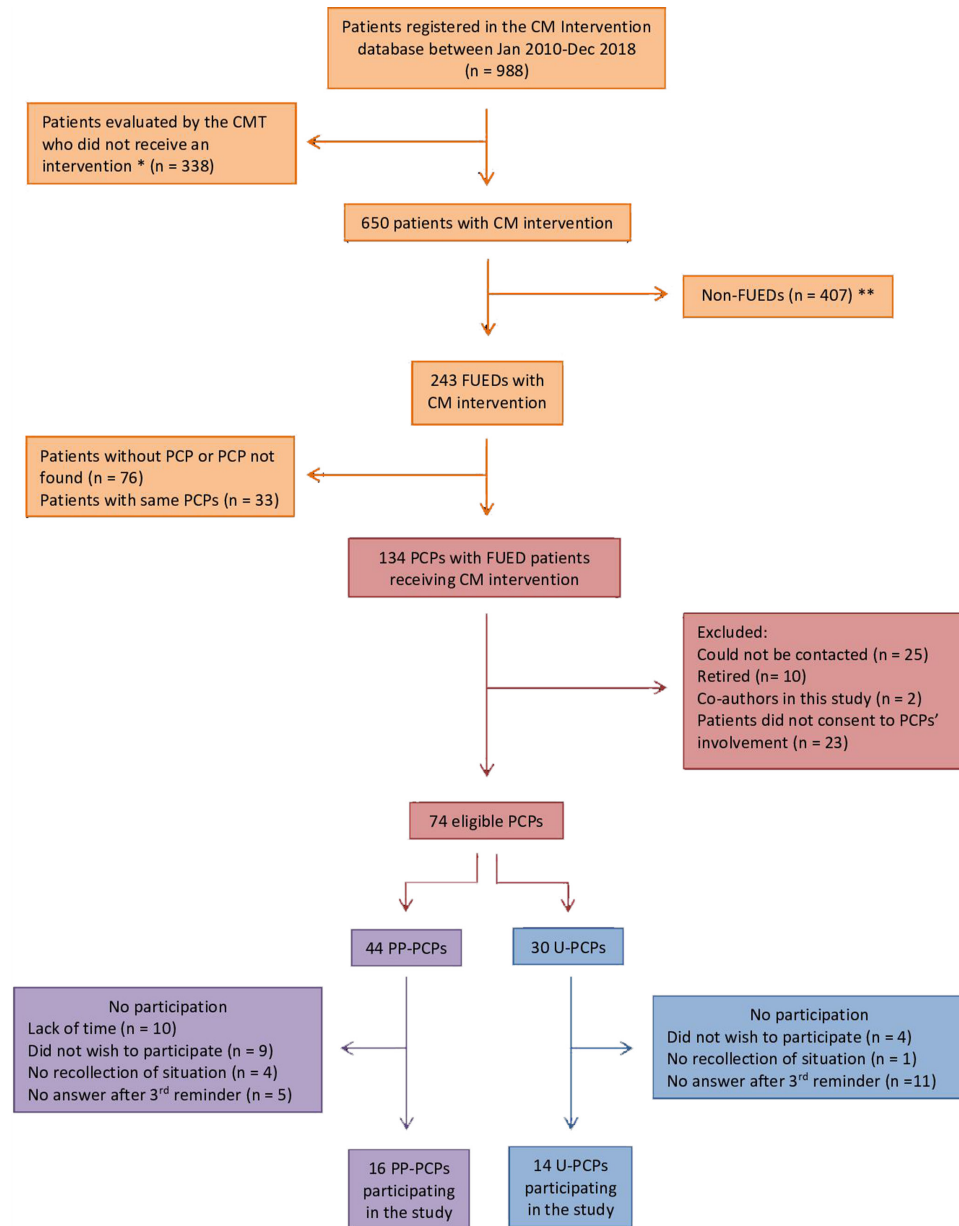 Patients registered in the CM Intervention
database between Jan 2010-Dec 2018
(n = 988)
Patients evaluated by the CMT
who did not receive an
intervention * (n = 338)
650 patients with CM intervention
Non-FUEDs (n = 407) **
243 FUEDs with
CM intervention
Patients without PCP or PCP not
found (n = 76)
Patients with same PCPs (n = 33)
134 PCPs with FUED patients
receiving CM intervention
Excluded:
Could not be contacted (n = 25)
Retired (n= 10)
Co-authors in this study (n = 2)
Patients did not consent to PCPs’
involvement (n = 23)
74 eligible PCPs
44 PP-PCPs
30 U-PCPs
No participation
Lack of time (n = 10)
Did not wish to participate (n = 9)
No recollection of situation (n = 4)
No answer after 3rd reminder (n = 5)
No participation
Did not wish to participate (n = 4)
No recollection of situation (n = 1)
No answer after 3rd reminder (n =11)
16 PP-PCPs
participating
in the study
14 U-PCPs
participating
in the study